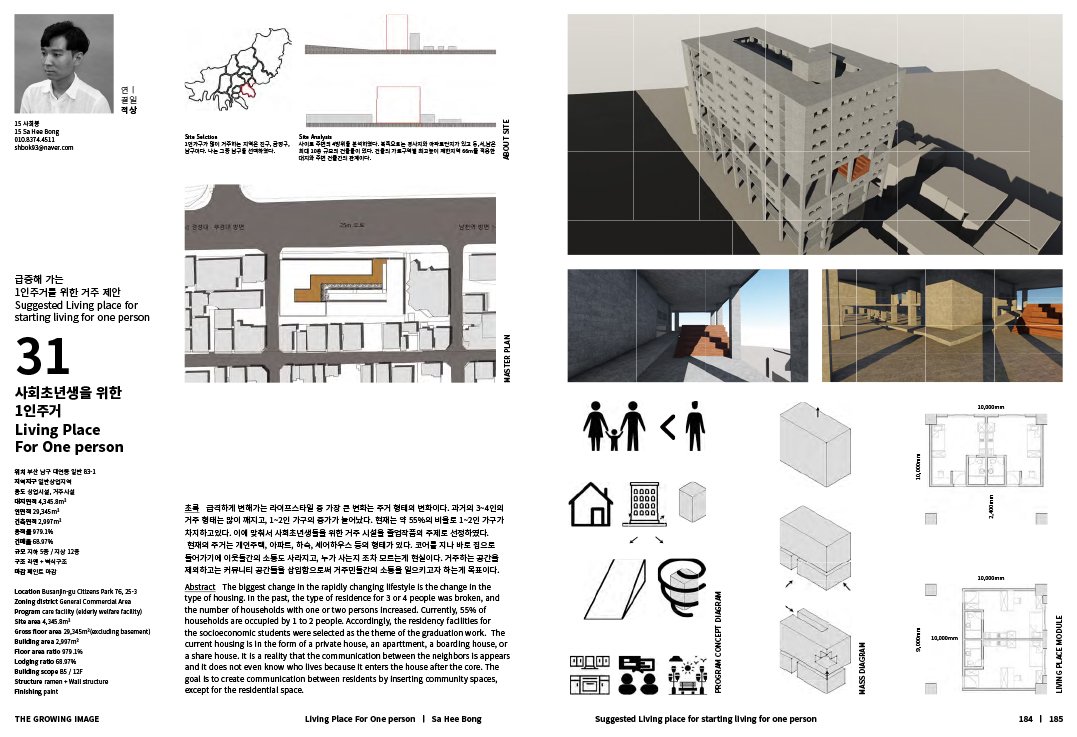 연 | 
졸 일
적 상
15 사희봉
15 Sa Hee Bong
010.8374.4511
shbok93@naver.com
급증해 가는
1인주거를 위한 거주 제안
Suggested Living place for
starting living for one person
31
사회초년생을 위한
1인주거
Living Place
For One person
위치 부산 남구 대연동 일반 83-1
지역지구 일반상업지역
용도 상업시설, 거주시설
대지면적 4,345.8m²
연면적 29,345m²
건축면적 2,997m²
용적률 979.1%
건폐율 68.97%
규모 지하 5층 / 지상 12층
구조 라멘 + 벽식구조
마감 페인트 마감
Location Busanjin-gu Citizens Park 76, 25-3
Zoning district General Commercial Area
Program care facility (elderly welfare facility)
Site area 4,345.8m²
Gross floor area 29,345m²(excluding basement)
Building area 2,997m²
Floor area ratio 979.1%
Lodging ratio 68.97%
Building scope B5 / 12F
Structure ramen + Wall structure
Finishing paint
Site Selction
1인가구가 많이 거주하는 지역은 진구, 금정구,
남구이다. 나는 그중 남구를 선택하였다.
Site Analysis
사이트 주변의 4방위를 분석하였다. 북쪽으로는 경사지와 아파트단지가 있고 동,서,남은
최대 10층 규모의 건물들이 있다. 건물의 가로구역별 최고높이 제한지역 66m를 적용한
대지와 주변 건물간의 관계이다.
ABOUT SITE
25m 도로
MASTER PLAN
초록 급격하게 변해가는 라이프스타일 중 가장 큰 변화는 주거 형태의 변화이다. 과거의 3~4인의
거주 형태는 많이 깨지고, 1~2인 가구의 증가가 늘어났다. 현재는 약 55%의 비율로 1~2인 가구가
차지하고있다. 이에 맞춰서 사회초년생들을 위한 거주 시설을 졸업작품의 주제로 선정하였다.
현재의 주거는 개인주택, 아파트, 하숙, 셰어하우스 등의 형태가 있다. 코어를 지나 바로 집으로
들어가기에 이웃들간의 소통도 사라지고, 누가 사는지 조차 모르는게 현실이다. 거주하는 공간을
제외하고는 커뮤니티 공간들을 삽입함으로써 거주민들간의 소통을 일으키고자 하는게 목표이다.
Abstract The biggest change in the rapidly changing lifestyle is the change in the
type of housing. In the past, the type of residence for 3 or 4 people was broken, and
the number of households with one or two persons increased. Currently, 55% of
households are occupied by 1 to 2 people. Accordingly, the residency facilities for
the socioeconomic students were selected as the theme of the graduation work. The
current housing is in the form of a private house, an apartment, a boarding house, or
a share house. It is a reality that the communication between the neighbors is appears
and it does not even know who lives because it enters the house after the core. The
goal is to create communication between residents by inserting community spaces,
except for the residential space.
PROGRAM CONCEPT DIAGRAM
MASS DIAGRAM
10,000mm
10,000mm
2,400mm
10,000mm
9,000mm
10,000mm
LIVING PLACE MODULE
THE GROWING IMAGE
Living Place For One person | Sa Hee Bong
Suggested Living place for starting living for one person
184 | 185